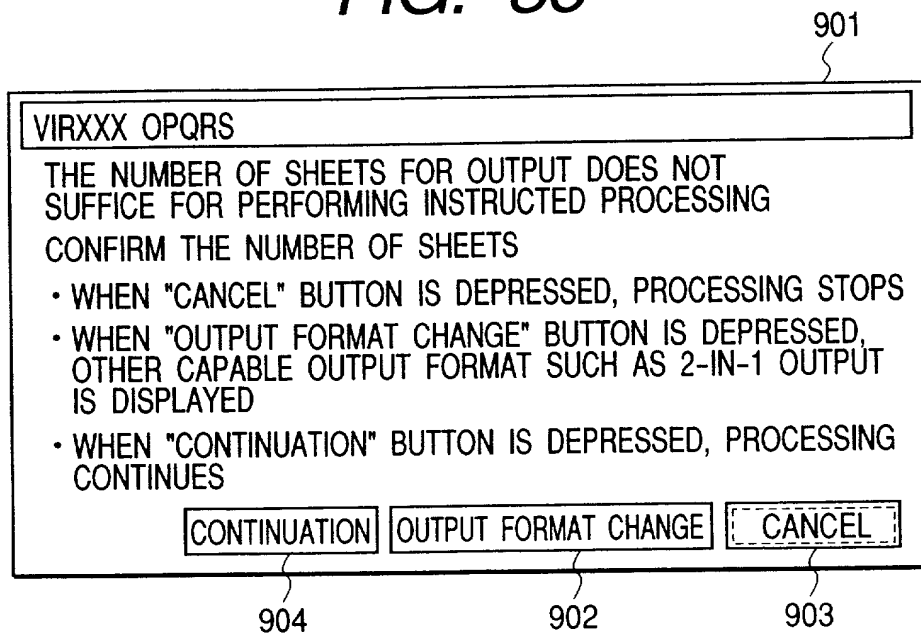 901
VIRXXX OPQRS
THE NUMBER OF SHEETS FOR OUTPUT DOES NOT
SUFFICE FOR PERFORMING INSTRUCTED PROCESSING
CONFIRM THE NUMBER OF SHEETS
· WHEN "CANCEL" BUTTON IS DEPRESSED, PROCESSING STOPS
· WHEN "OUTPUT FORMAT CHANGE" BUTTON IS DEPRESSED,
OTHER CAPABLE OUTPUT FORMAT SUCH AS 2-IN-1 OUTPUT
IS DISPLAYED
· WHEN "CONTINUATION" BUTTON IS DEPRESSED, PROCESSING
CONTINUES
CONTINUATION OUTPUT FORMAT CHANGE CANCEL
904 902 903